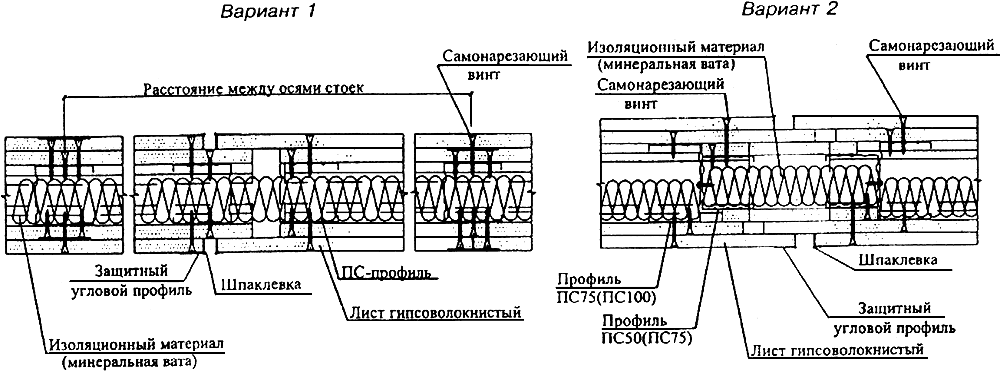 Вариант 1
Самонарезающий
винт
Расстояние между осями стоек
Защитный
угловой профиль
Шпаклевка
ПС-профиль
Лист гипсоволокнистый
Изоляционный материал
(минеральная вата)
Вариант 2
Изоляционный материал
(минеральная вата)
Самонарезающий
винт
Самонарезающий
винт
Шпаклевка
Профиль
ПС75(ПС100)
Профиль
ПС50(ПС75)
Защитный
угловой профиль
Лист гипсоволокнистый